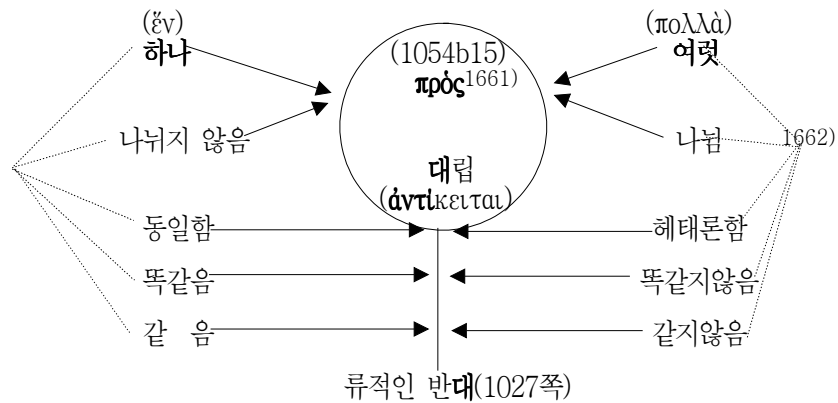 (ἕν) (πολλὰ)
하나 (1054b15) 여럿
πρὸς1661)
나뉘지 않음 나뉨 1662)
대립
(ἀντίκειται)
동일함 헤태론함
똑같음 똑같지않음
같 음 같지않음
류적인 반대(1027쪽)